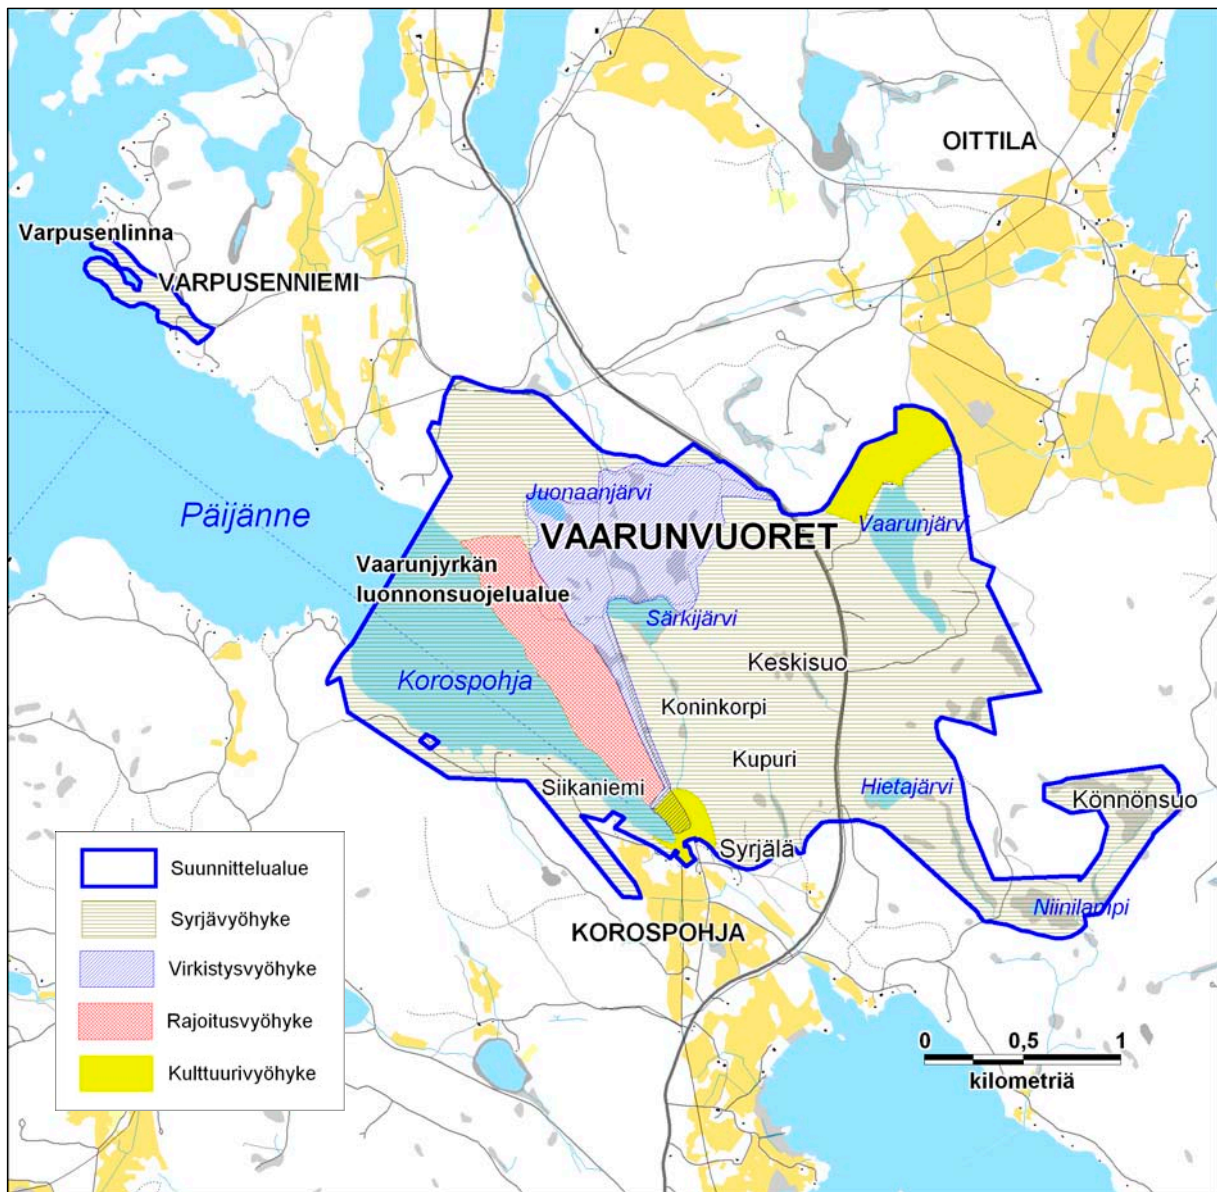 OITTILA
Varpusenlinna
VARPUSENNIEMI
Juonaanjärvi
Päijänne
VAARUNVUORET
Vaarunjärvi
Vaarunjyrkän
luonnonsuojelualue
Särkijärvi
Keskisuo
Korospohja
Koninkorpi
Kupuri
Siikaniemi
Hietajärvi
Könnönsuo
Syrjälä
Niinilampi
KOROSPOHJA
Suunnittelualue
Syrjävyöhyke
Virkistysvyöhyke
Rajoitusvyöhyke
Kulttuurivyöhyke
0 0,5 1
kilometriä